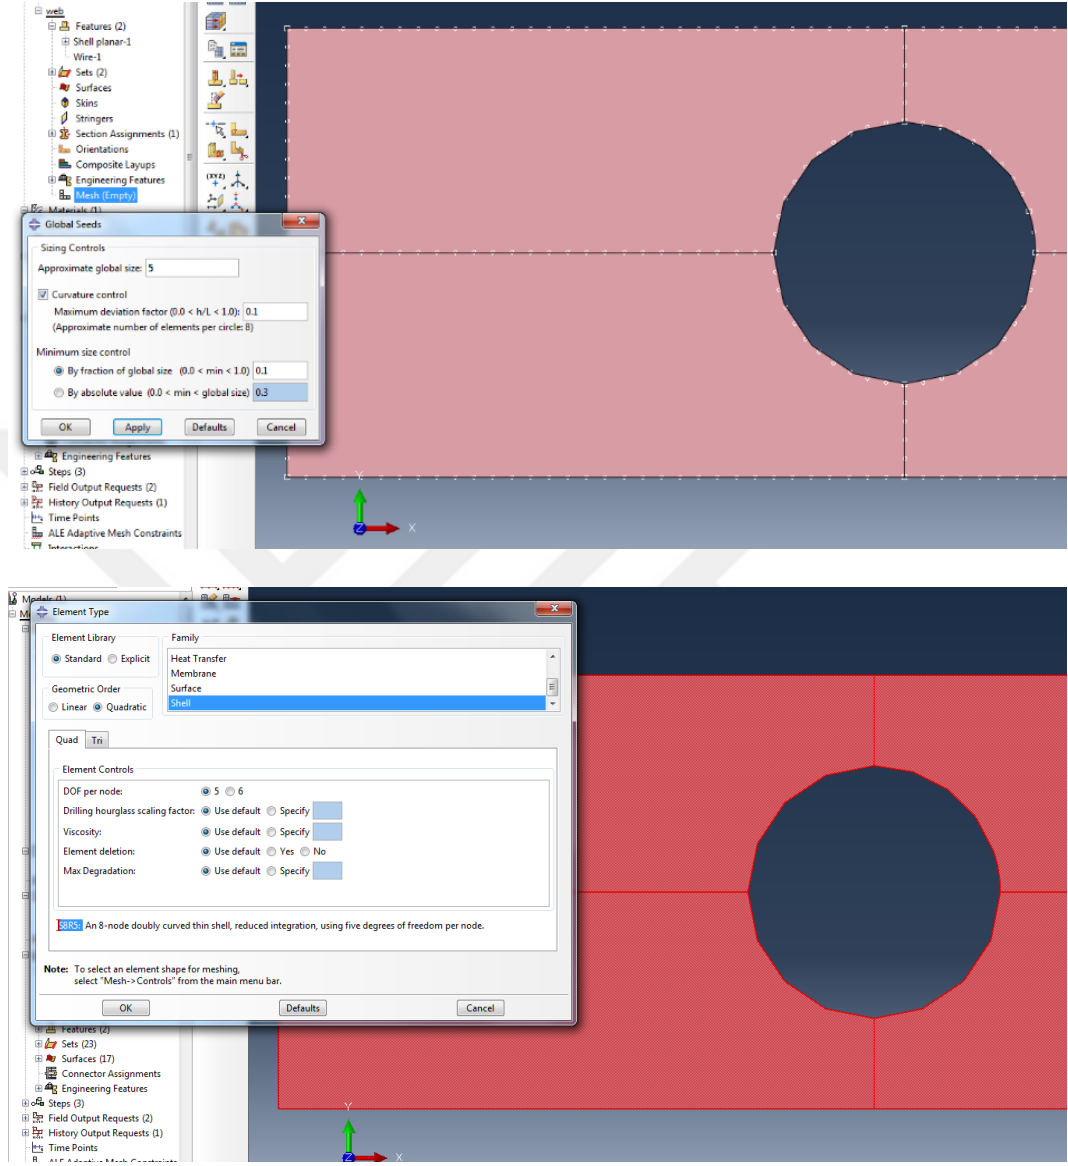 web
Features (2)
Shell planar-1
Wire-1
Sets (2)
Surfaces
Skins
Stringers
Section Assignments (1)
Orientations
Composite Layups
Engineering Features
Mesh (Empty)
Materials (1)
(XYZ)
Global Seeds
Sizing Controls
Approximate global size: 5
Curvature control
Maximum deviation factor (0.0 < h/L < 1.0): 0.1
(Approximate number of elements per circle: 8)
Minimum size control
By fraction of global size (0.0 < min < 1.0) 0.1
By absolute value (0.0 < min < global size) 0.3
OK Apply Defaults Cancel
Engineering Features
Steps (3)
Field Output Requests (2)
History Output Requests (1)
Time Points
ALE Adaptive Mesh Constraints
Interactions
Y
Z X
Models (1)
Element Type
Element Library Family
Standard Explicit
Heat Transfer
Membrane
Surface
Shell
Geometric Order
Linear Quadratic
Quad Tri
Element Controls
DOF per node: 5 6
Drilling hourglass scaling factor: Use default Specify
Viscosity: Use default Specify
Element deletion: Use default Yes No
Max Degradation: Use default Specify
S8R5: An 8-node doubly curved thin shell, reduced integration, using five degrees of freedom per node.
Note: To select an element shape for meshing,
select "Mesh->Controls" from the main menu bar.
OK Defaults Cancel
Features (2)
Sets (23)
Surfaces (17)
Connector Assignments
Engineering Features
Steps (3)
Field Output Requests (2)
History Output Requests (1)
Time Points
ALE Adaptive Mesh Constraints
Y
Z X